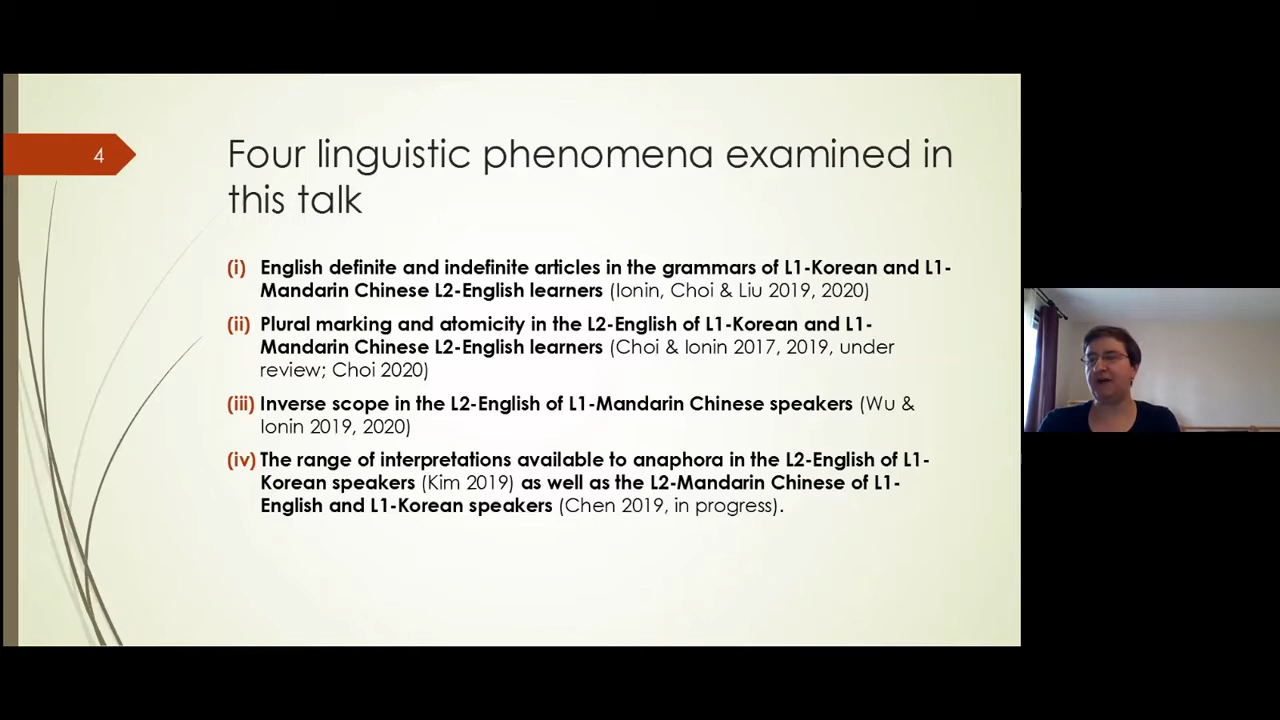 4
Four linguistic phenomena examined in
this talk
(i) English definite and indefinite articles in the grammars of L1-Korean and L1-
Mandarin Chinese L2-English learners (Ionin, Choi & Liu 2019, 2020)
(ii) Plural marking and atomicity in the L2-English of L1-Korean and L1-
Mandarin Chinese L2-English learners (Choi & Ionin 2017, 2019, under
review; Choi 2020)
(iii) Inverse scope in the L2-English of L1-Mandarin Chinese speakers (Wu &
Ionin 2019, 2020)
(iv) The range of interpretations available to anaphora in the L2-English of L1-
Korean speakers (Kim 2019) as well as the L2-Mandarin Chinese of L1-
English and L1-Korean speakers (Chen 2019, in progress).